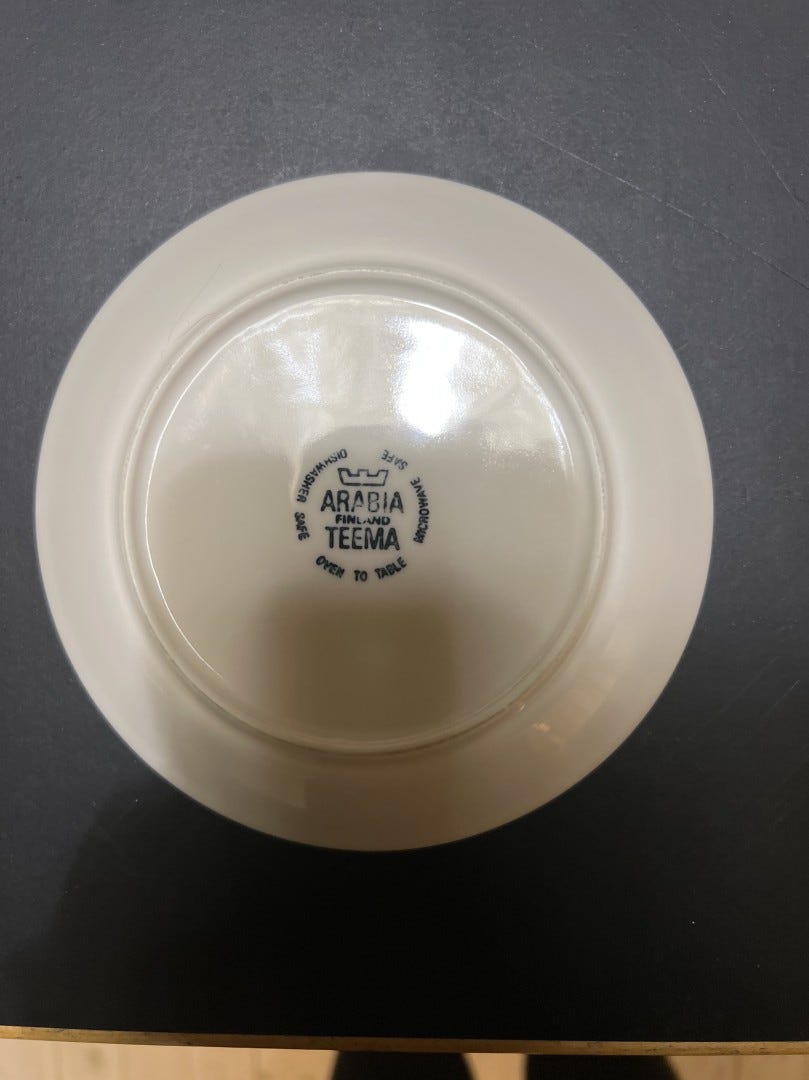 ARABIA
FINLAND
TEEMA
DISHWASHER SAFE
OVEN TO TABLE
MICROWAVE SAFE